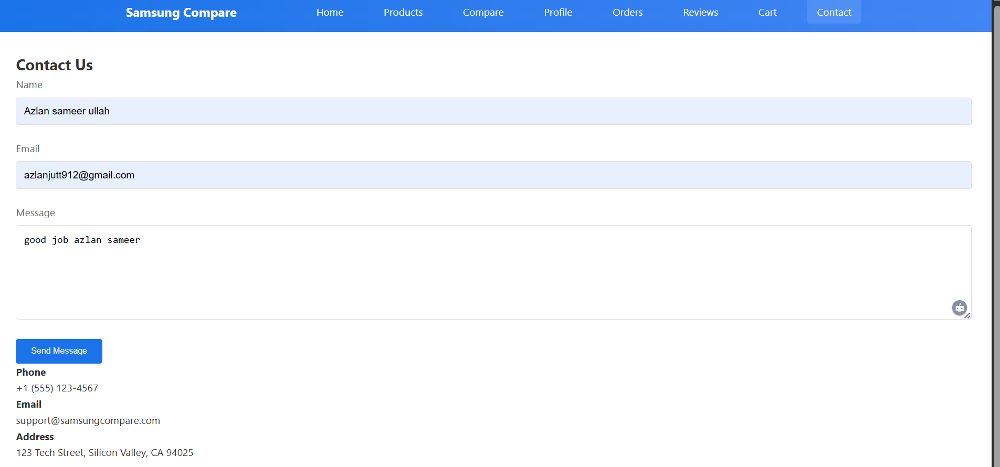 Samsung Compare Home Products Compare Profile Orders Reviews Cart Contact
Contact Us
Name
Azlan sameer ullah
Email
azlanjutt912@gmail.com
Message
good job azlan sameer
Send Message
Phone
+1 (555) 123-4567
Email
support@samsungcompare.com
Address
123 Tech Street, Silicon Valley, CA 94025